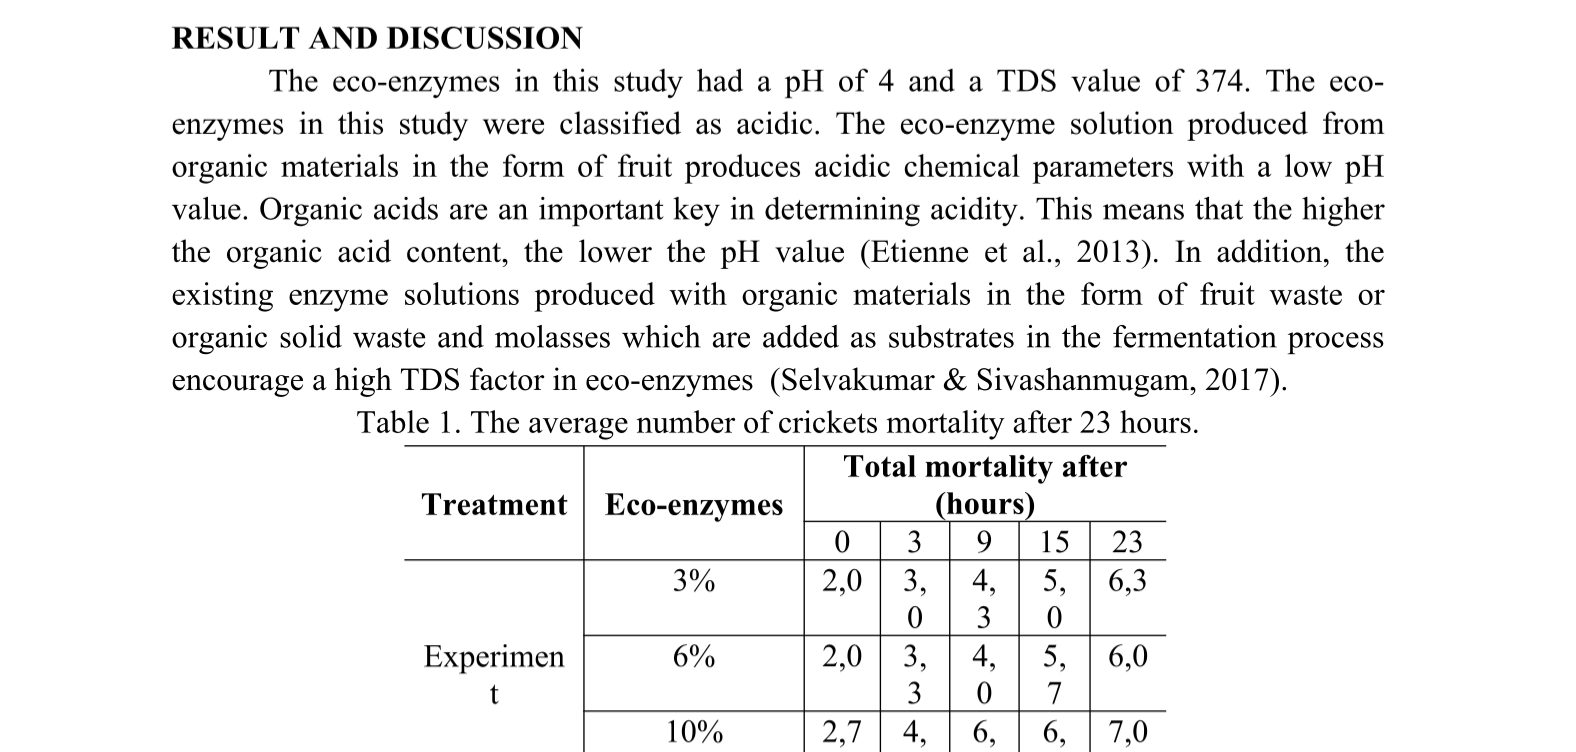 RESULT AND DISCUSSION
The eco-enzymes in this study had a pH of 4 and a TDS value of 374. The eco-
enzymes in this study were classified as acidic. The eco-enzyme solution produced from
organic materials in the form of fruit produces acidic chemical parameters with a low pH
value. Organic acids are an important key in determining acidity. This means that the higher
the organic acid content, the lower the pH value (Etienne et al., 2013). In addition, the
existing enzyme solutions produced with organic materials in the form of fruit waste or
organic solid waste and molasses which are added as substrates in the fermentation process
encourage a high TDS factor in eco-enzymes (Selvakumar & Sivashanmugam, 2017).
Table 1. The average number of crickets mortality after 23 hours.
Total mortality after
Treatment Eco-enzymes (hours)
0 3 9 15 23
3% 2,0 3, 4, 5, 6,3
0 3 0
Experimen 6% 2,0 3, 4, 5, 6,0
t 3 0 7
10% 2,7 4, 6, 6, 7,0